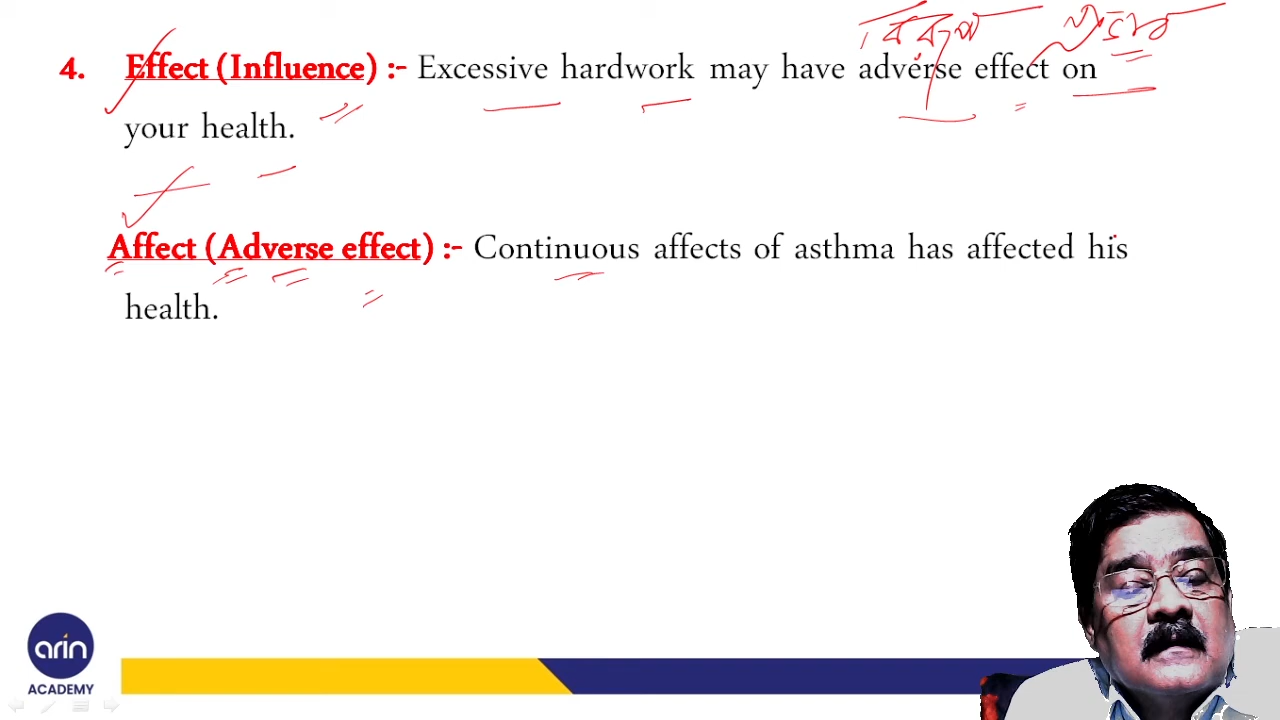 4. Effect (Influence) :- Excessive hardwork may have adverse effect on
your health.
Affect (Adverse effect) :- Continuous affects of asthma has affected his
health.
arin
ACADEMY